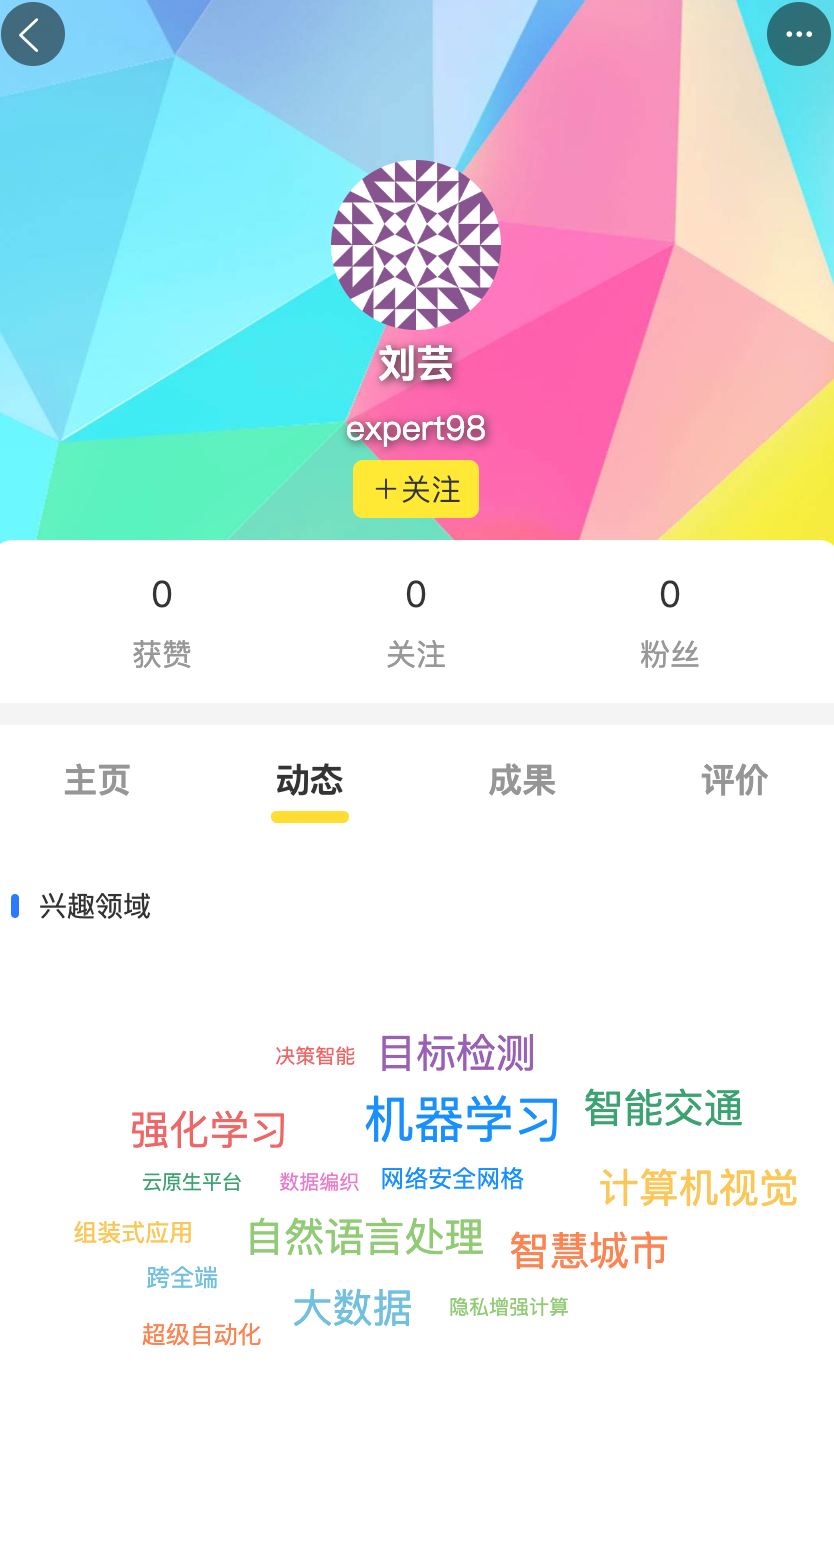 刘芸
expert98
＋关注
0 0 0
获赞 关注 粉丝
主页 动态 成果 评价
兴趣领域
决策智能 目标检测
强化学习 机器学习 智能交通
云原生平台 数据编织 网络安全网格 计算机视觉
组装式应用 自然语言处理 智慧城市
跨全端 大数据 隐私增强计算
超级自动化